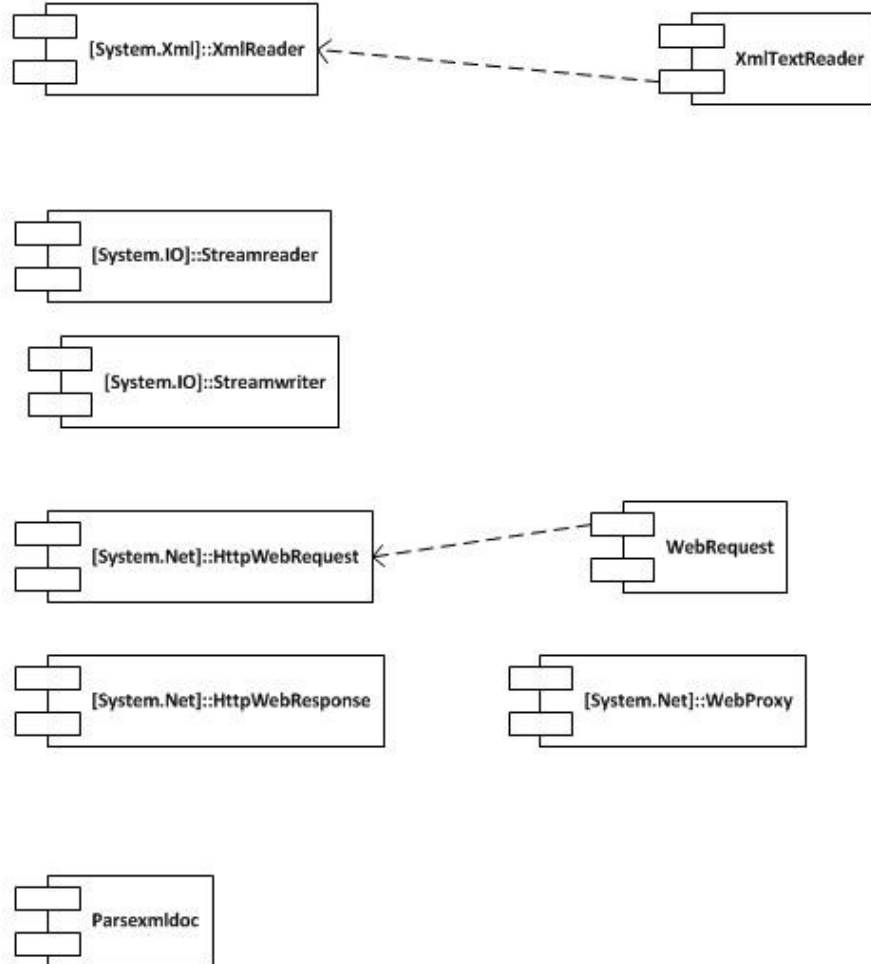 [System.Xml]::XmlReader
XmlTextReader
[System.IO]::Streamreader
[System.IO]::Streamwriter
[System.Net]::HttpWebRequest
WebRequest
[System.Net]::HttpWebResponse
[System.Net]::WebProxy
Parsexmldoc